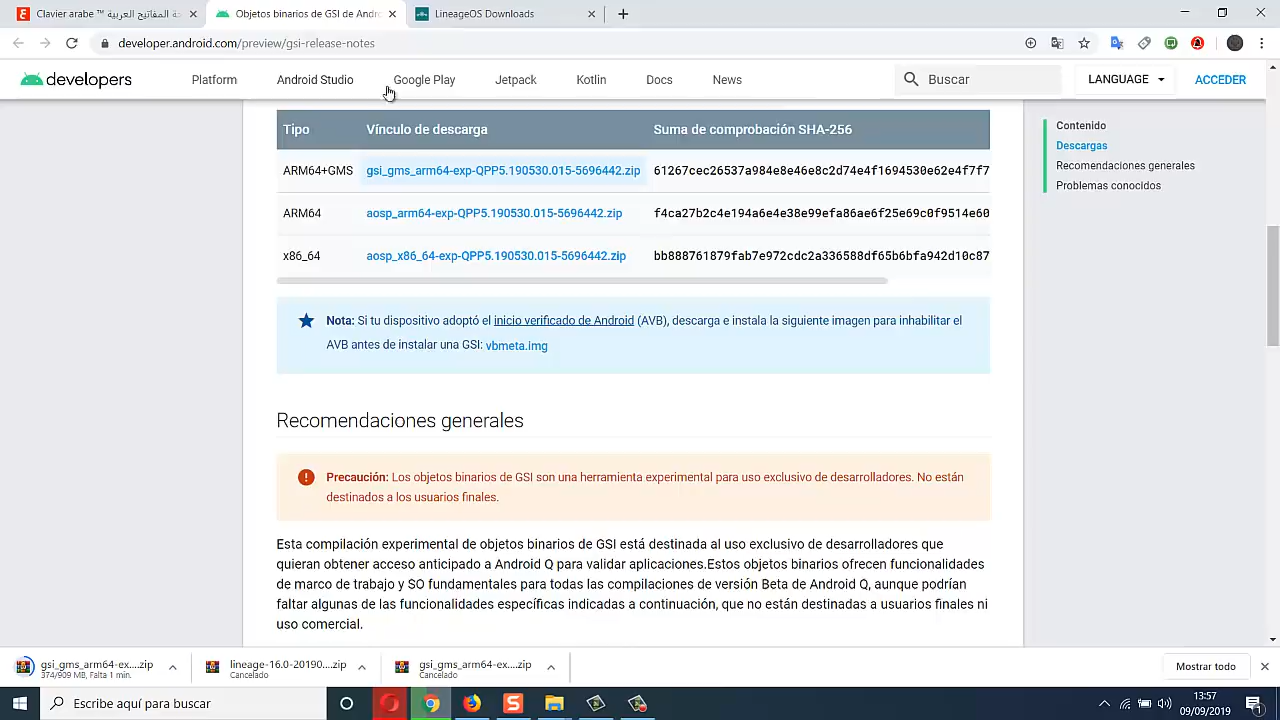 Clavier arabe ™ لوحة المفاتيح العربية
Objetos binarios de GSI de Andro
LineageOS Downloads
developer.android.com/preview/gsi-release-notes
developers
Platform
Android Studio
Google Play
Jetpack
Kotlin
Docs
News
Buscar
LANGUAGE
ACCEDER
Tipo
Vínculo de descarga
Suma de comprobación SHA-256
ARM64+GMS
gsi_gms_arm64-exp-QPP5.190530.015-5696442.zip
61267cec26537a984e8e46e8c2d74e4f1694530e62e4f7f7
ARM64
aosp_arm64-exp-QPP5.190530.015-5696442.zip
f4ca27b2c4e194a6e4e38e99efa86ae6f25e69c0f9514e60
x86_64
aosp_x86_64-exp-QPP5.190530.015-5696442.zip
bb888761879fab7e972cdc2a336588df65b6bfa942d10c87
Nota: Si tu dispositivo adoptó el inicio verificado de Android (AVB), descarga e instala la siguiente imagen para inhabilitar el
AVB antes de instalar una GSI: vbmeta.img
Contenido
Descargas
Recomendaciones generales
Problemas conocidos
Recomendaciones generales
Precaución: Los objetos binarios de GSI son una herramienta experimental para uso exclusivo de desarrolladores. No están
destinados a los usuarios finales.
Esta compilación experimental de objetos binarios de GSI está destinada al uso exclusivo de desarrolladores que
quieran obtener acceso anticipado a Android Q para validar aplicaciones.Estos objetos binarios ofrecen funcionalidades
de marco de trabajo y SO fundamentales para todas las compilaciones de versión Beta de Android Q, aunque podrían
faltar algunas de las funcionalidades específicas indicadas a continuación, que no están destinadas a usuarios finales ni
uso comercial.
gsi_gms_arm64-ex....zip
374/909 MB, Falta 1 min.
lineage-16.0-20190....zip
Cancelado
gsi_gms_arm64-ex....zip
Cancelado
Mostrar todo
Escribe aquí para buscar
13:57
09/09/2019